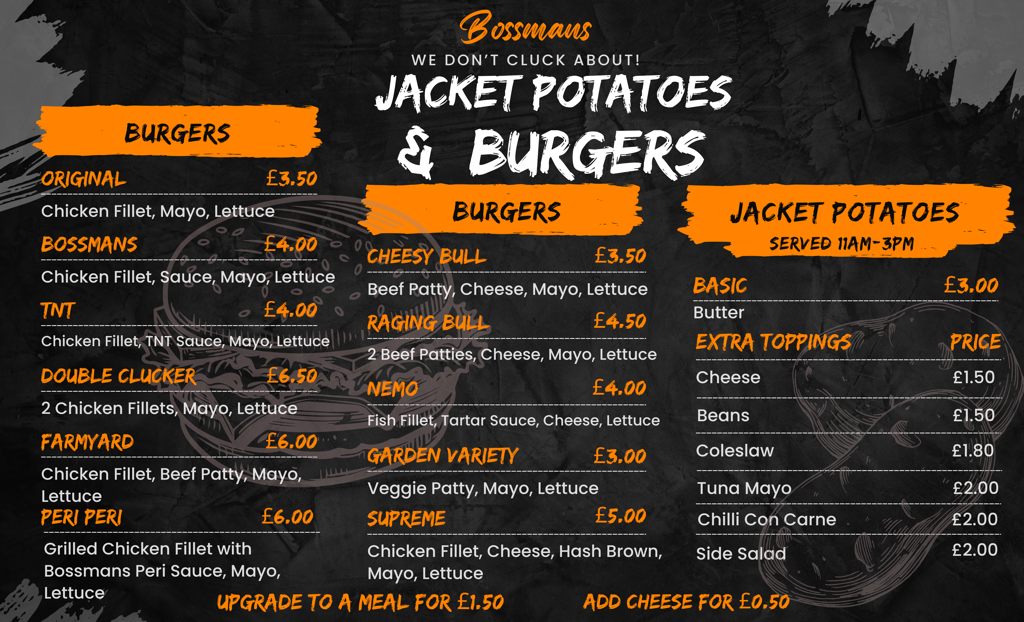 Bossmans
WE DON'T CLUCK ABOUT!
JACKET POTATOES
& BURGERS
BURGERS
ORIGINAL £3.50
Chicken Fillet, Mayo, Lettuce
BOSSMANS £4.00
Chicken Fillet, Sauce, Mayo, Lettuce
TNT £4.00
Chicken Fillet, TNT Sauce, Mayo, Lettuce
DOUBLE CLUCKER £6.50
2 Chicken Fillets, Mayo, Lettuce
FARMYARD £6.00
Chicken Fillet, Beef Patty, Mayo,
Lettuce
PERI PERI £6.00
Grilled Chicken Fillet with
Bossmans Peri Sauce, Mayo,
Lettuce
BURGERS
CHEESY BULL £3.50
Beef Patty, Cheese, Mayo, Lettuce
RAGING BULL £4.50
2 Beef Patties, Cheese, Mayo, Lettuce
NEMO £4.00
Fish Fillet, Tartar Sauce, Cheese, Lettuce
GARDEN VARIETY £3.00
Veggie Patty, Mayo, Lettuce
SUPREME £5.00
Chicken Fillet, Cheese, Hash Brown,
Mayo, Lettuce
JACKET POTATOES
SERVED 11AM-3PM
BASIC £3.00
Butter
EXTRA TOPPINGS PRICE
Cheese £1.50
Beans £1.50
Coleslaw £1.80
Tuna Mayo £2.00
Chilli Con Carne £2.00
Side Salad £2.00
UPGRADE TO A MEAL FOR £1.50
ADD CHEESE FOR £0.50